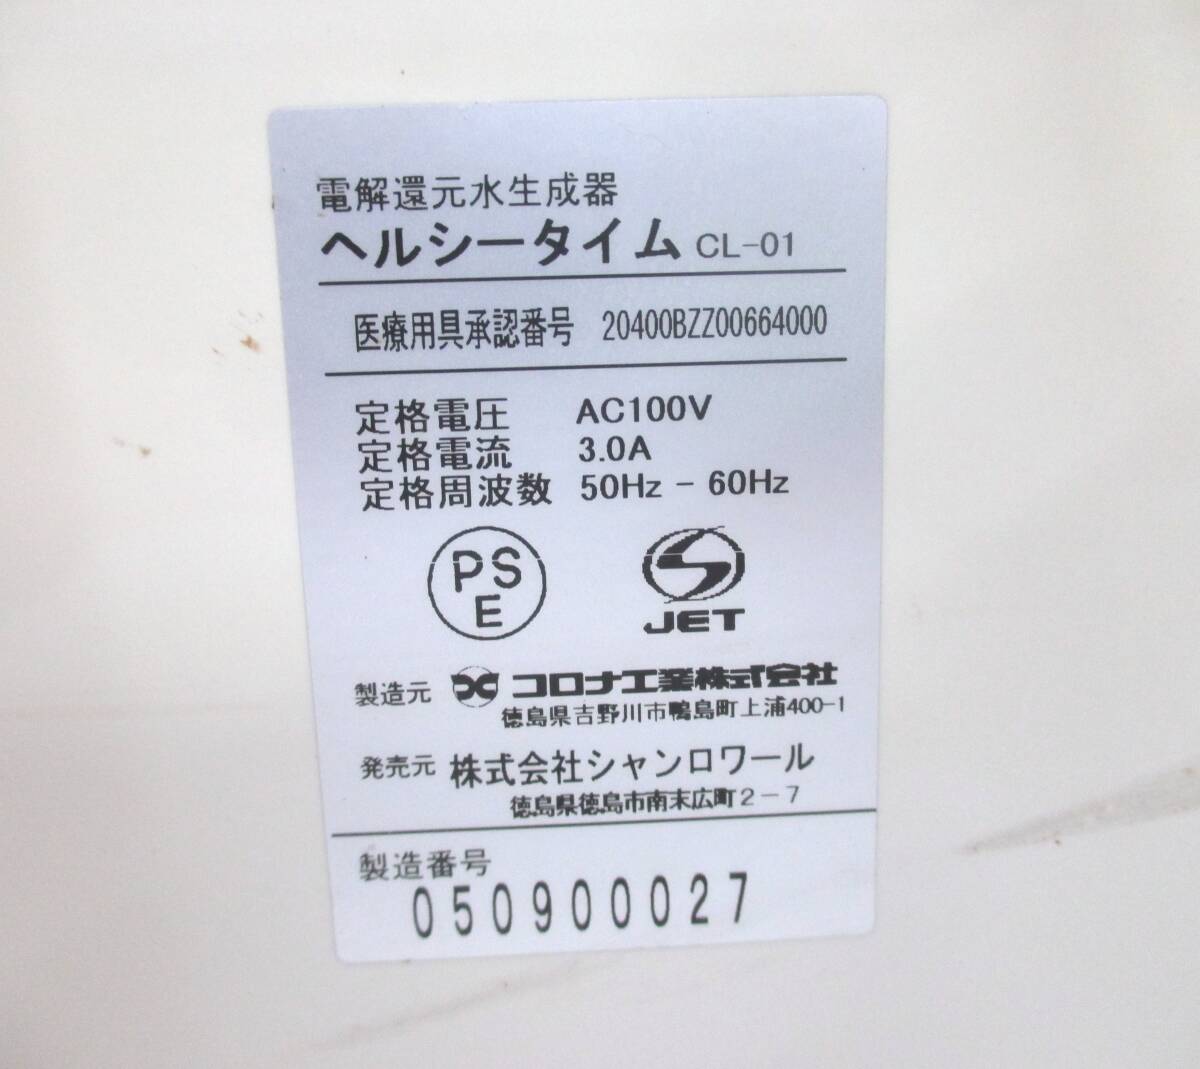 電解還元水生成器
ヘルシータイム CL-01
医療用具承認番号 20400BZZ00664000
定格電圧 AC100V
定格電流 3.0A
定格周波数 50Hz - 60Hz
PS
E
JET
製造元 コロナ工業株式会社
徳島県吉野川市鴨島町上浦400-1
発売元 株式会社シャンロワール
徳島県徳島市南末広町2-7
製造番号
050900027